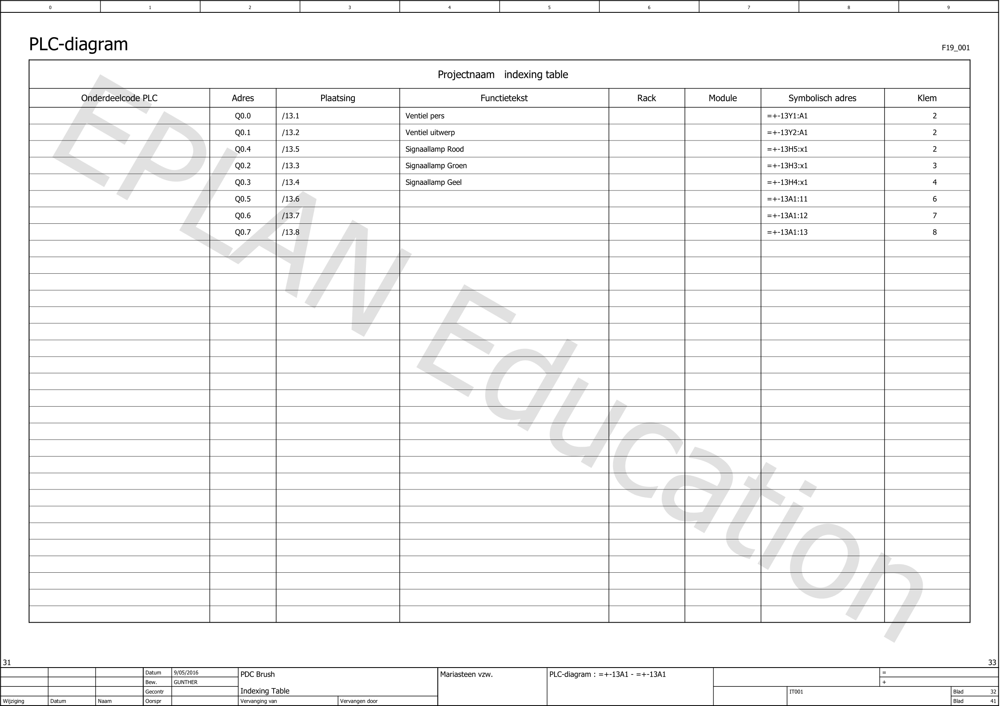 0 1 2 3 4 5 6 7 8 9
PLC-diagram F19_001
Projectnaam indexing table
Onderdeelcode PLC Adres Plaatsing Functietekst Rack Module Symbolisch adres Klem
Q0.0 /13.1 Ventiel pers =+-13Y1:A1 2
Q0.1 /13.2 Ventiel uitwerp =+-13Y2:A1 2
Q0.4 /13.5 Signaallamp Rood =+-13H5:x1 2
Q0.2 /13.3 Signaallamp Groen =+-13H3:x1 3
Q0.3 /13.4 Signaallamp Geel =+-13H4:x1 4
Q0.5 /13.6 =+-13A1:11 6
Q0.6 /13.7 =+-13A1:12 7
Q0.7 /13.8 =+-13A1:13 8
EPLAN Education
31 33
Datum 9/05/2016 PDC Brush Mariasteen vzw. PLC-diagram : =+-13A1 - =+-13A1 =
Bew. GUNTHER +
Gecontr Indexing Table IT001 Blad 32
Wijziging Datum Naam Oorspr Vervanging van Vervangen door Blad 41